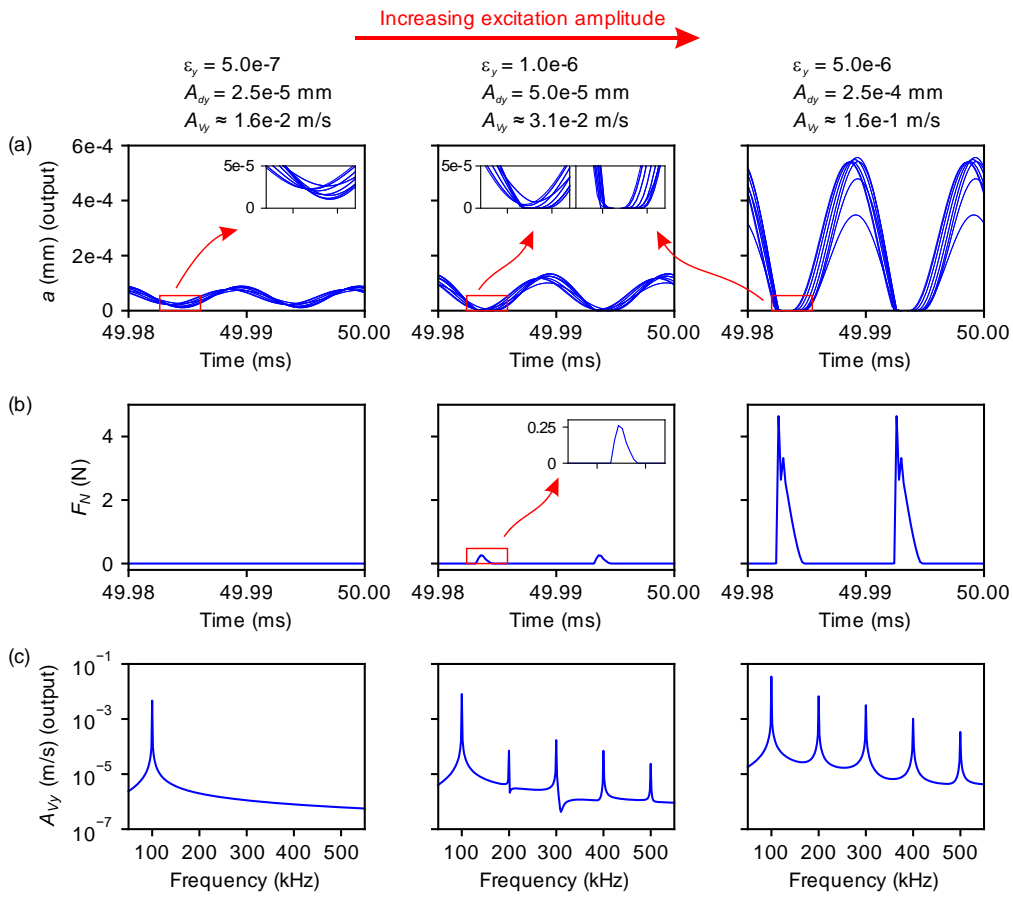 Increasing excitation amplitude
εy = 5.0e-7
Ady = 2.5e-5 mm
AVy ≈ 1.6e-2 m/s
εy = 1.0e-6
Ady = 5.0e-5 mm
AVy ≈ 3.1e-2 m/s
εy = 5.0e-6
Ady = 2.5e-4 mm
AVy ≈ 1.6e-1 m/s
(a)
a (mm) (output)
6e-4
4e-4
2e-4
0
5e-5
0
5e-5
0
49.98 49.99 50.00
Time (ms)
49.98 49.99 50.00
Time (ms)
49.98 49.99 50.00
Time (ms)
(b)
FN (N)
4
2
0
0.25
0
49.98 49.99 50.00
Time (ms)
49.98 49.99 50.00
Time (ms)
49.98 49.99 50.00
Time (ms)
(c)
AVy (m/s) (output)
10−1
10−3
10−5
10−7
100 200 300 400 500
Frequency (kHz)
100 200 300 400 500
Frequency (kHz)
100 200 300 400 500
Frequency (kHz)